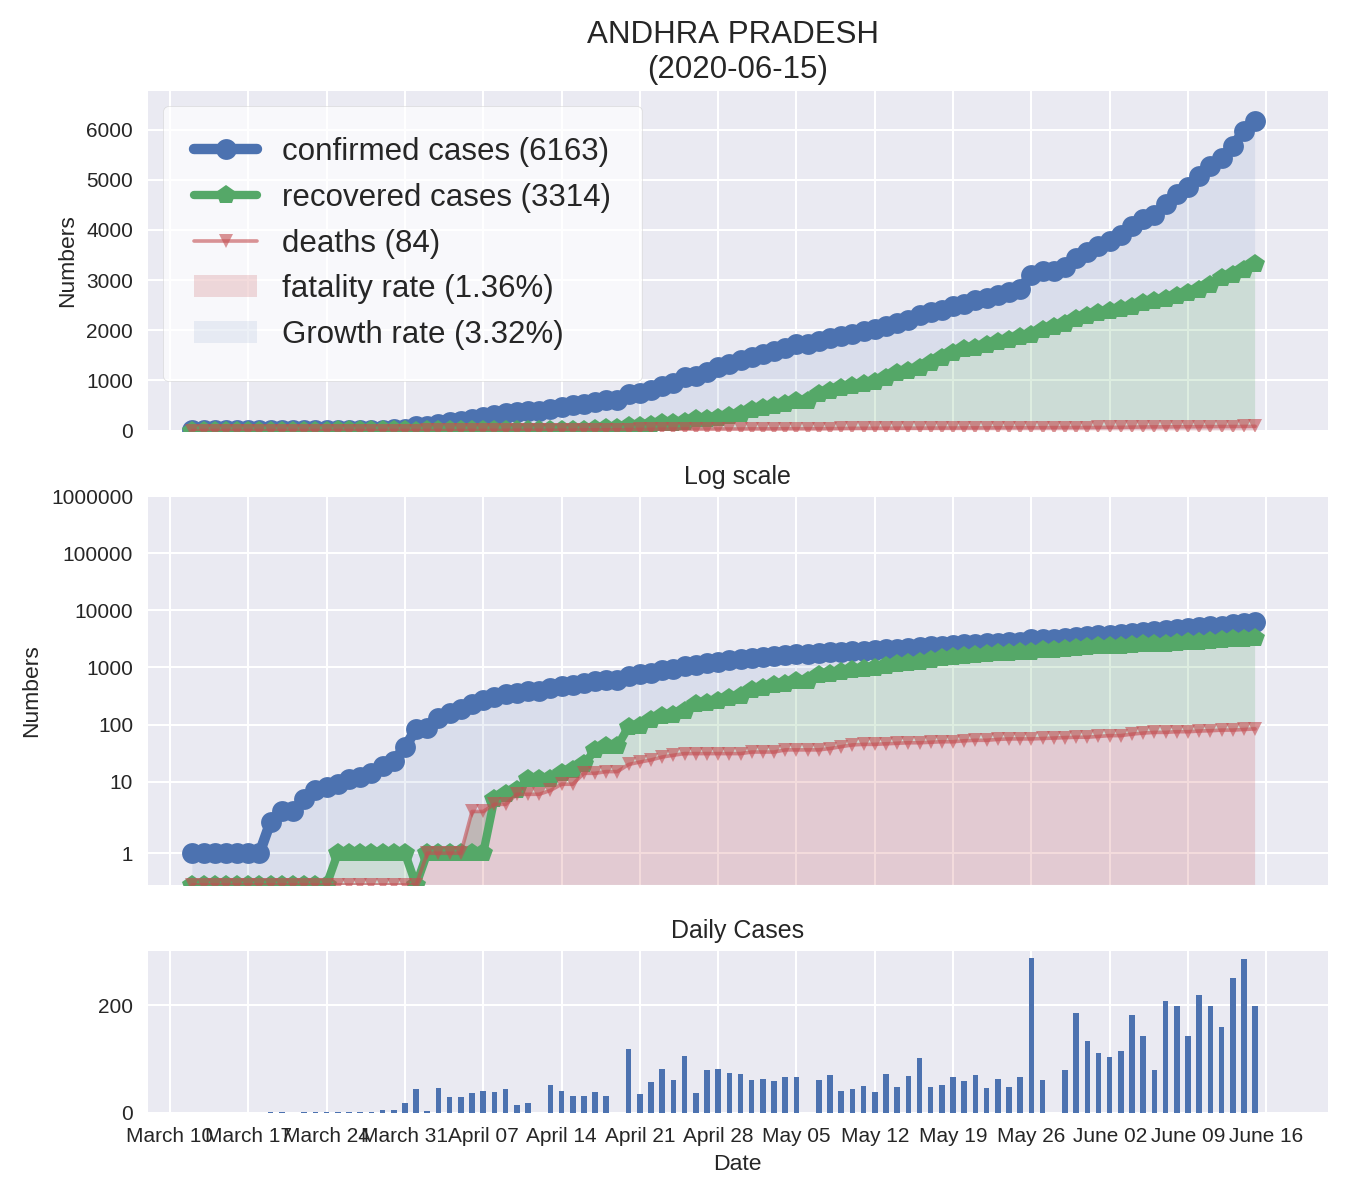 ANDHRA PRADESH
(2020-06-15)
6000
5000
4000
3000
2000
1000
0
Numbers
confirmed cases (6163)
recovered cases (3314)
deaths (84)
fatality rate (1.36%)
Growth rate (3.32%)
Log scale
1000000
100000
10000
1000
100
10
1
Numbers
Daily Cases
200
0
March 10 March 17 March 24 March 31 April 07 April 14 April 21 April 28 May 05 May 12 May 19 May 26 June 02 June 09 June 16
Date